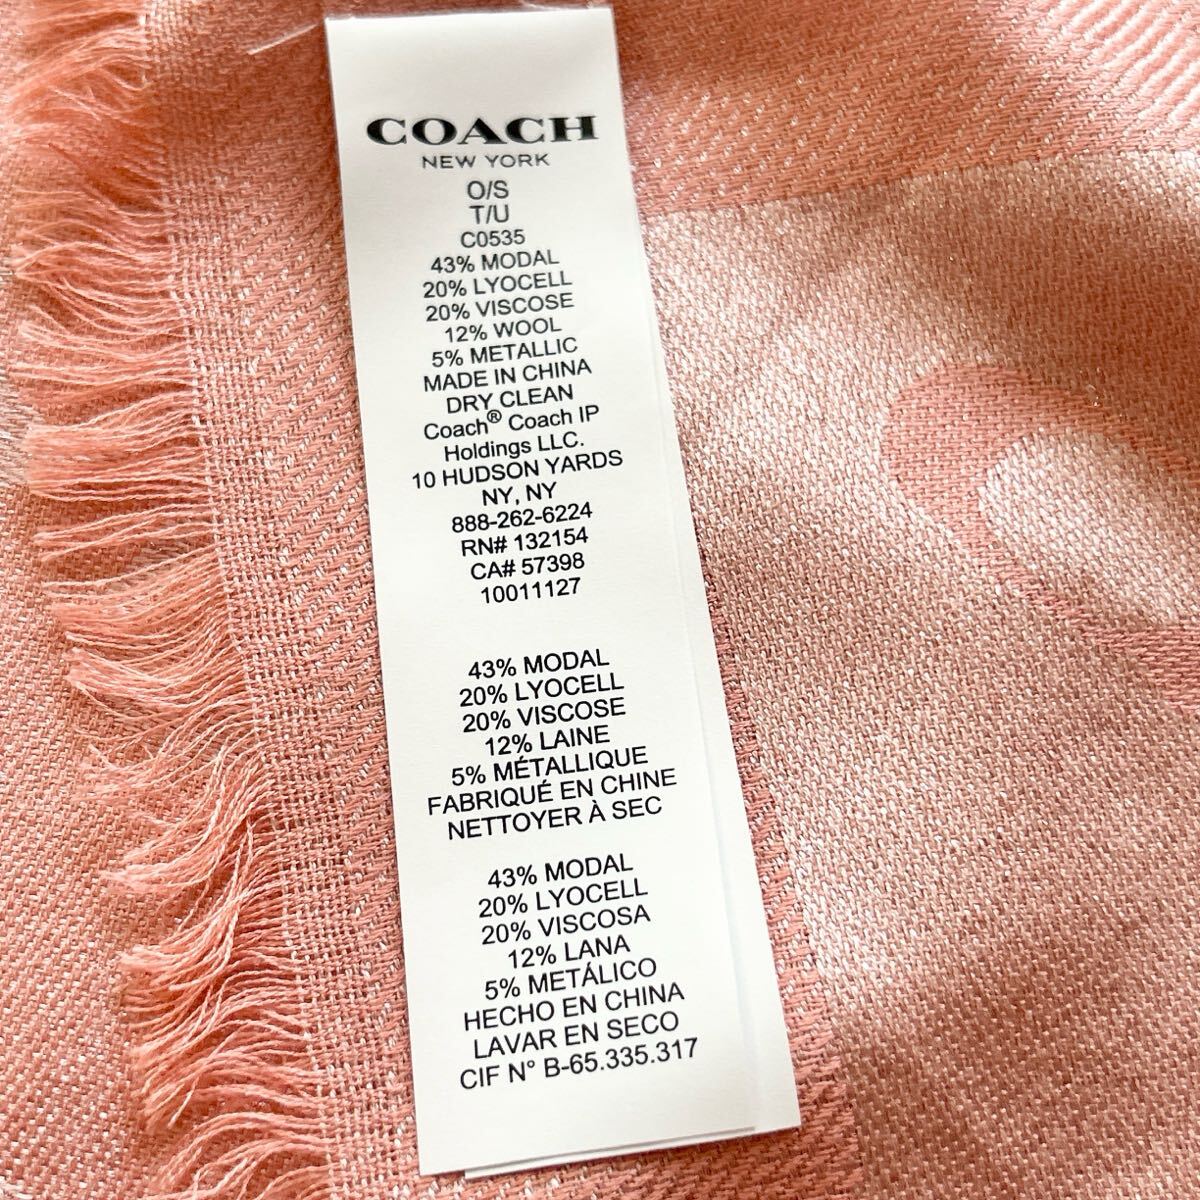 COACH
NEW YORK
O/S
T/U
C0535
43% MODAL
20% LYOCELL
20% VISCOSE
12% WOOL
5% METALLIC
MADE IN CHINA
DRY CLEAN
Coach® Coach IP
Holdings LLC.
10 HUDSON YARDS
NY, NY
888-262-6224
RN# 132154
CA# 57398
10011127
43% MODAL
20% LYOCELL
20% VISCOSE
12% LAINE
5% MÉTALLIQUE
FABRIQUÉ EN CHINE
NETTOYER À SEC
43% MODAL
20% LYOCELL
20% VISCOSA
12% LANA
5% METÁLICO
HECHO EN CHINA
LAVAR EN SECO
CIF N° B-65.335.317